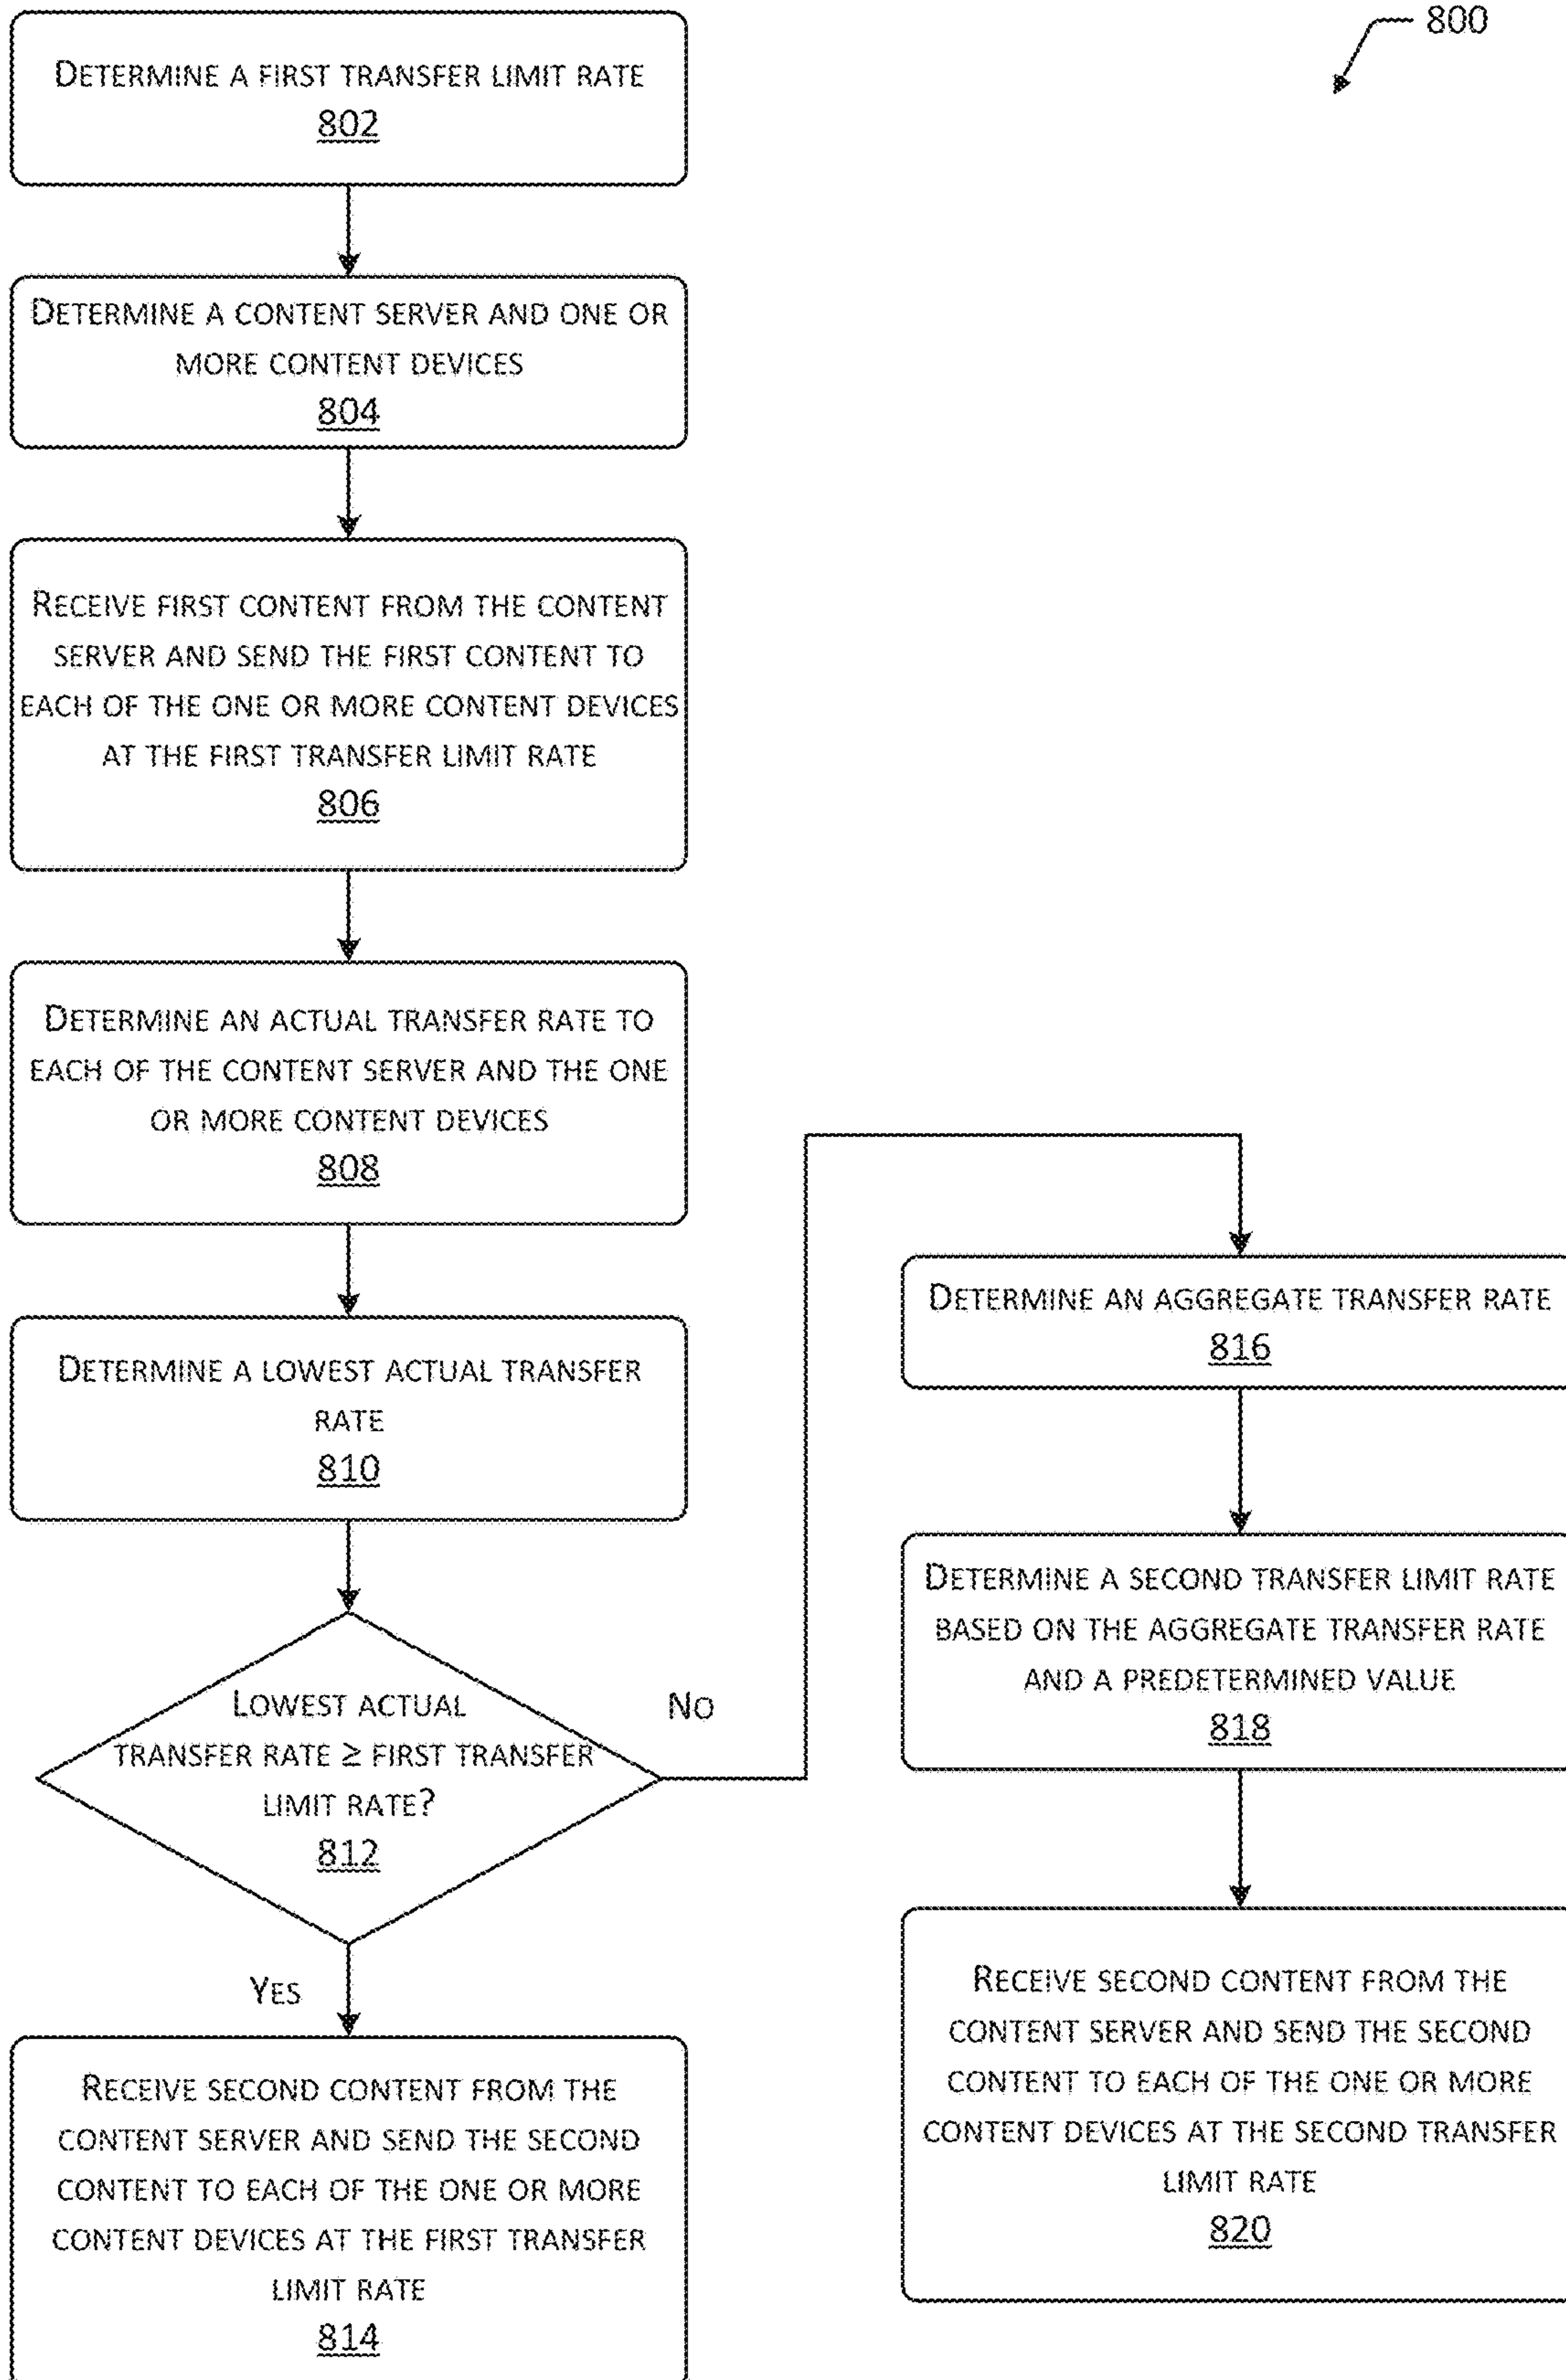 800
DETERMINE A FIRST TRANSFER LIMIT RATE
802
DETERMINE A CONTENT SERVER AND ONE OR
MORE CONTENT DEVICES
804
RECEIVE FIRST CONTENT FROM THE CONTENT
SERVER AND SEND THE FIRST CONTENT TO
EACH OF THE ONE OR MORE CONTENT DEVICES
AT THE FIRST TRANSFER LIMIT RATE
806
DETERMINE AN ACTUAL TRANSFER RATE TO
EACH OF THE CONTENT SERVER AND THE ONE
OR MORE CONTENT DEVICES
808
DETERMINE A LOWEST ACTUAL TRANSFER
RATE
810
LOWEST ACTUAL
TRANSFER RATE ≥ FIRST TRANSFER
LIMIT RATE?
812
NO
YES
RECEIVE SECOND CONTENT FROM THE
CONTENT SERVER AND SEND THE SECOND
CONTENT TO EACH OF THE ONE OR MORE
CONTENT DEVICES AT THE FIRST TRANSFER
LIMIT RATE
814
DETERMINE AN AGGREGATE TRANSFER RATE
816
DETERMINE A SECOND TRANSFER LIMIT RATE
BASED ON THE AGGREGATE TRANSFER RATE
AND A PREDETERMINED VALUE
818
RECEIVE SECOND CONTENT FROM THE
CONTENT SERVER AND SEND THE SECOND
CONTENT TO EACH OF THE ONE OR MORE
CONTENT DEVICES AT THE SECOND TRANSFER
LIMIT RATE
820